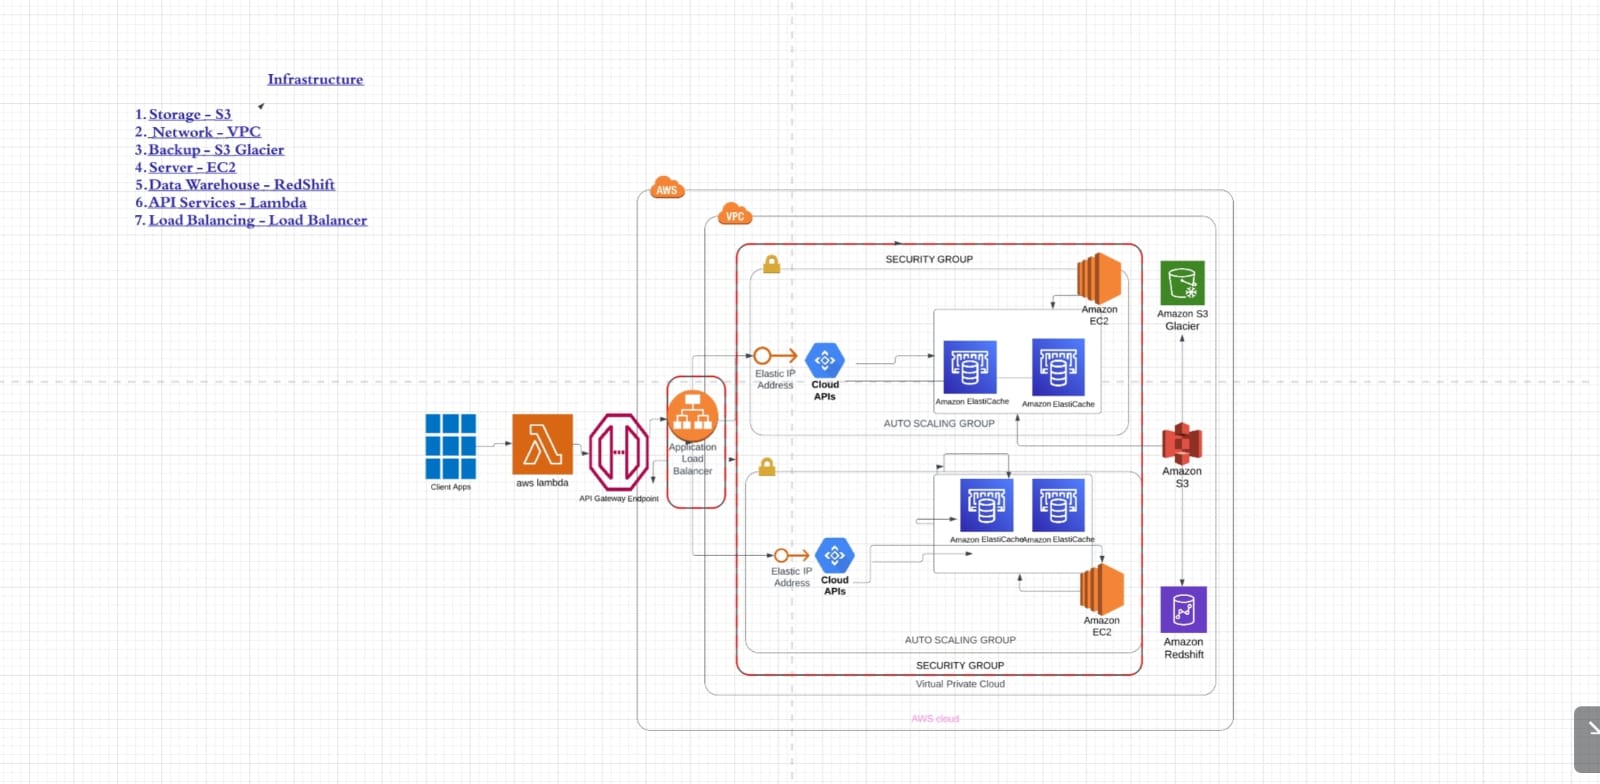 Infrastructure
1. Storage - S3
2. Network - VPC
3. Backup - S3 Glacier
4. Server - EC2
5. Data Warehouse - RedShift
6. API Services - Lambda
7. Load Balancing - Load Balancer
AWS
VPC
SECURITY GROUP
Amazon
EC2
Amazon S3
Glacier
Elastic IP
Address
Cloud
APIs
Amazon ElastiCache
Amazon ElastiCache
AUTO SCALING GROUP
Client Apps
aws lambda
API Gateway Endpoint
Application
Load
Balancer
Amazon
S3
Amazon ElastiCache
Amazon ElastiCache
Elastic IP
Address
Cloud
APIs
Amazon
EC2
Amazon
Redshift
AUTO SCALING GROUP
SECURITY GROUP
Virtual Private Cloud
AWS cloud